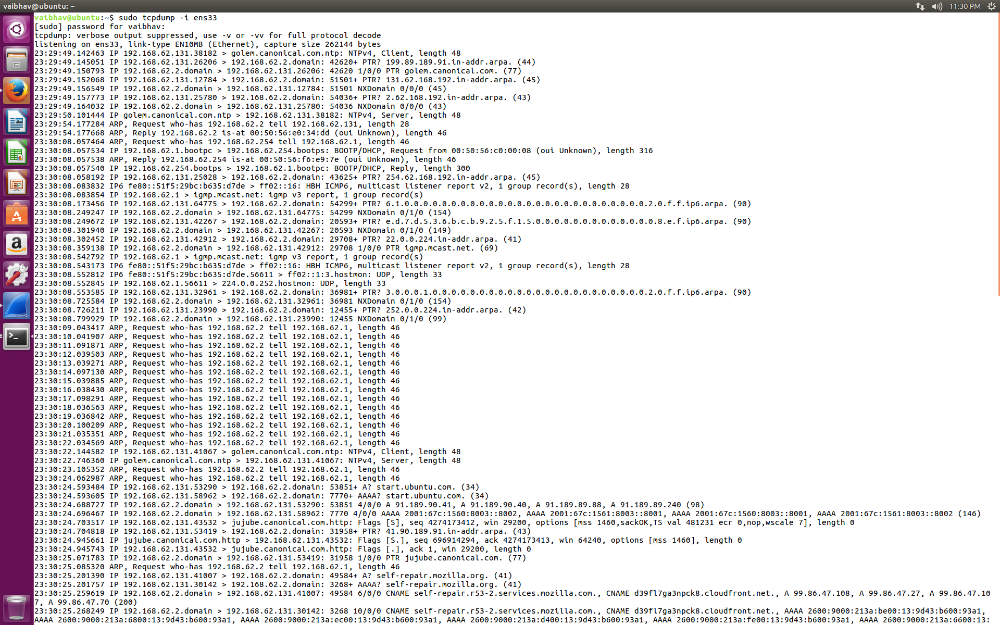 vaibhav@ubuntu: ~
11:30 PM
vaibhav@ubuntu:~$ sudo tcpdump -i ens33
[sudo] password for vaibhav:
tcpdump: verbose output suppressed, use -v or -vv for full protocol decode
listening on ens33, link-type EN10MB (Ethernet), capture size 262144 bytes
23:29:49.142463 IP 192.168.62.131.38182 > golem.canonical.com.ntp: NTPv4, Client, length 48
23:29:49.145051 IP 192.168.62.131.26206 > 192.168.62.2.domain: 42620+ PTR? 199.89.189.91.in-addr.arpa. (44)
23:29:49.150793 IP 192.168.62.2.domain > 192.168.62.131.26206: 42620 1/0/0 PTR golem.canonical.com. (77)
23:29:49.152068 IP 192.168.62.131.12784 > 192.168.62.2.domain: 51501+ PTR? 131.62.168.192.in-addr.arpa. (45)
23:29:49.156549 IP 192.168.62.2.domain > 192.168.62.131.12784: 51501 NXDomain 0/0/0 (45)
23:29:49.157773 IP 192.168.62.131.25780 > 192.168.62.2.domain: 54036+ PTR? 2.62.168.192.in-addr.arpa. (43)
23:29:49.164032 IP 192.168.62.2.domain > 192.168.62.131.25780: 54036 NXDomain 0/0/0 (43)
23:29:50.101444 IP golem.canonical.com.ntp > 192.168.62.131.38182: NTPv4, Server, length 48
23:29:54.177284 ARP, Request who-has 192.168.62.2 tell 192.168.62.131, length 28
23:29:54.177668 ARP, Reply 192.168.62.2 is-at 00:50:56:e0:34:dd (oui Unknown), length 46
23:30:08.057464 ARP, Request who-has 192.168.62.254 tell 192.168.62.1, length 46
23:30:08.057534 IP 192.168.62.1.bootpc > 192.168.62.254.bootps: BOOTP/DHCP, Request from 00:50:56:c0:00:08 (oui Unknown), length 316
23:30:08.057538 ARP, Reply 192.168.62.254 is-at 00:50:56:f6:e9:7e (oui Unknown), length 46
23:30:08.057540 IP 192.168.62.254.bootps > 192.168.62.1.bootpc: BOOTP/DHCP, Reply, length 300
23:30:08.058192 IP 192.168.62.131.25028 > 192.168.62.2.domain: 43625+ PTR? 254.62.168.192.in-addr.arpa. (45)
23:30:08.083832 IP6 fe80::51f5:29bc:b635:d7de > ff02::16: HBH ICMP6, multicast listener report v2, 1 group record(s), length 28
23:30:08.083854 IP 192.168.62.1 > igmp.mcast.net: igmp v3 report, 1 group record(s)
23:30:08.173456 IP 192.168.62.131.64775 > 192.168.62.2.domain: 54299+ PTR? 6.1.0.0.0.0.0.0.0.0.0.0.0.0.0.0.0.0.0.0.0.0.0.0.0.0.0.0.2.0.f.f.ip6.arpa. (90)
23:30:08.249247 IP 192.168.62.2.domain > 192.168.62.131.64775: 54299 NXDomain 0/1/0 (154)
23:30:08.249672 IP 192.168.62.131.42267 > 192.168.62.2.domain: 20593+ PTR? e.d.7.d.5.3.6.b.c.b.9.2.5.f.1.5.0.0.0.0.0.0.0.0.0.0.0.0.0.8.e.f.ip6.arpa. (90)
23:30:08.301940 IP 192.168.62.2.domain > 192.168.62.131.42267: 20593 NXDomain 0/1/0 (149)
23:30:08.302452 IP 192.168.62.131.42912 > 192.168.62.2.domain: 29708+ PTR? 22.0.0.224.in-addr.arpa. (41)
23:30:08.359138 IP 192.168.62.2.domain > 192.168.62.131.42912: 29708 1/0/0 PTR igmp.mcast.net. (69)
23:30:08.542792 IP 192.168.62.1 > igmp.mcast.net: igmp v3 report, 1 group record(s)
23:30:08.543173 IP6 fe80::51f5:29bc:b635:d7de > ff02::16: HBH ICMP6, multicast listener report v2, 1 group record(s), length 28
23:30:08.552812 IP6 fe80::51f5:29bc:b635:d7de.56611 > ff02::1:3.hostmon: UDP, length 33
23:30:08.552845 IP 192.168.62.1.56611 > 224.0.0.252.hostmon: UDP, length 33
23:30:08.553585 IP 192.168.62.131.32961 > 192.168.62.2.domain: 36981+ PTR? 3.0.0.0.1.0.0.0.0.0.0.0.0.0.0.0.0.0.0.0.0.0.0.0.0.0.0.0.2.0.f.f.ip6.arpa. (90)
23:30:08.725584 IP 192.168.62.2.domain > 192.168.62.131.32961: 36981 NXDomain 0/1/0 (154)
23:30:08.726211 IP 192.168.62.131.23990 > 192.168.62.2.domain: 12455+ PTR? 252.0.0.224.in-addr.arpa. (42)
23:30:08.799929 IP 192.168.62.2.domain > 192.168.62.131.23990: 12455 NXDomain 0/1/0 (99)
23:30:09.043417 ARP, Request who-has 192.168.62.2 tell 192.168.62.1, length 46
23:30:10.041907 ARP, Request who-has 192.168.62.2 tell 192.168.62.1, length 46
23:30:11.091871 ARP, Request who-has 192.168.62.2 tell 192.168.62.1, length 46
23:30:12.039503 ARP, Request who-has 192.168.62.2 tell 192.168.62.1, length 46
23:30:13.039271 ARP, Request who-has 192.168.62.2 tell 192.168.62.1, length 46
23:30:14.097130 ARP, Request who-has 192.168.62.2 tell 192.168.62.1, length 46
23:30:15.039885 ARP, Request who-has 192.168.62.2 tell 192.168.62.1, length 46
23:30:16.038430 ARP, Request who-has 192.168.62.2 tell 192.168.62.1, length 46
23:30:17.098291 ARP, Request who-has 192.168.62.2 tell 192.168.62.1, length 46
23:30:18.036563 ARP, Request who-has 192.168.62.2 tell 192.168.62.1, length 46
23:30:19.036842 ARP, Request who-has 192.168.62.2 tell 192.168.62.1, length 46
23:30:20.100209 ARP, Request who-has 192.168.62.2 tell 192.168.62.1, length 46
23:30:21.035351 ARP, Request who-has 192.168.62.2 tell 192.168.62.1, length 46
23:30:22.034569 ARP, Request who-has 192.168.62.2 tell 192.168.62.1, length 46
23:30:22.144582 IP 192.168.62.131.41067 > golem.canonical.com.ntp: NTPv4, Client, length 48
23:30:22.746360 IP golem.canonical.com.ntp > 192.168.62.131.41067: NTPv4, Server, length 48
23:30:23.105352 ARP, Request who-has 192.168.62.2 tell 192.168.62.1, length 46
23:30:24.062987 ARP, Request who-has 192.168.62.2 tell 192.168.62.1, length 46
23:30:24.593484 IP 192.168.62.131.53290 > 192.168.62.2.domain: 53851+ A? start.ubuntu.com. (34)
23:30:24.593605 IP 192.168.62.131.58962 > 192.168.62.2.domain: 7770+ AAAA? start.ubuntu.com. (34)
23:30:24.688727 IP 192.168.62.2.domain > 192.168.62.131.53290: 53851 4/0/0 A 91.189.90.41, A 91.189.90.40, A 91.189.89.88, A 91.189.89.240 (98)
23:30:24.696467 IP 192.168.62.2.domain > 192.168.62.131.58962: 7770 4/0/0 AAAA 2001:67c:1560:8003::8002, AAAA 2001:67c:1560:8003::8001, AAAA 2001:67c:1561:8003::8001, AAAA 2001:67c:1561:8003::8002 (146)
23:30:24.703517 IP 192.168.62.131.43532 > jujube.canonical.com.http: Flags [S], seq 4274173412, win 29200, options [mss 1460,sackOK,TS val 481231 ecr 0,nop,wscale 7], length 0
23:30:24.704818 IP 192.168.62.131.53419 > 192.168.62.2.domain: 31958+ PTR? 41.90.189.91.in-addr.arpa. (43)
23:30:24.945661 IP jujube.canonical.com.http > 192.168.62.131.43532: Flags [S.], seq 696914294, ack 4274173413, win 64240, options [mss 1460], length 0
23:30:24.945743 IP 192.168.62.131.43532 > jujube.canonical.com.http: Flags [.], ack 1, win 29200, length 0
23:30:25.071783 IP 192.168.62.2.domain > 192.168.62.131.53419: 31958 1/0/0 PTR jujube.canonical.com. (77)
23:30:25.085320 ARP, Request who-has 192.168.62.2 tell 192.168.62.1, length 46
23:30:25.201390 IP 192.168.62.131.41007 > 192.168.62.2.domain: 49584+ A? self-repair.mozilla.org. (41)
23:30:25.201757 IP 192.168.62.131.30142 > 192.168.62.2.domain: 3268+ AAAA? self-repair.mozilla.org. (41)
23:30:25.259619 IP 192.168.62.2.domain > 192.168.62.131.41007: 49584 6/0/0 CNAME self-repair.r53-2.services.mozilla.com., CNAME d39fl7ga3npck8.cloudfront.net., A 99.86.47.108, A 99.86.47.27, A 99.86.47.10
7, A 99.86.47.70 (200)
23:30:25.268249 IP 192.168.62.2.domain > 192.168.62.131.30142: 3268 10/0/0 CNAME self-repair.r53-2.services.mozilla.com., CNAME d39fl7ga3npck8.cloudfront.net., AAAA 2600:9000:213a:be00:13:9d43:b600:93a1,
AAAA 2600:9000:213a:6800:13:9d43:b600:93a1, AAAA 2600:9000:213a:ec00:13:9d43:b600:93a1, AAAA 2600:9000:213a:d400:13:9d43:b600:93a1, AAAA 2600:9000:213a:fe00:13:9d43:b600:93a1, AAAA 2600:9000:213a:6600:13: